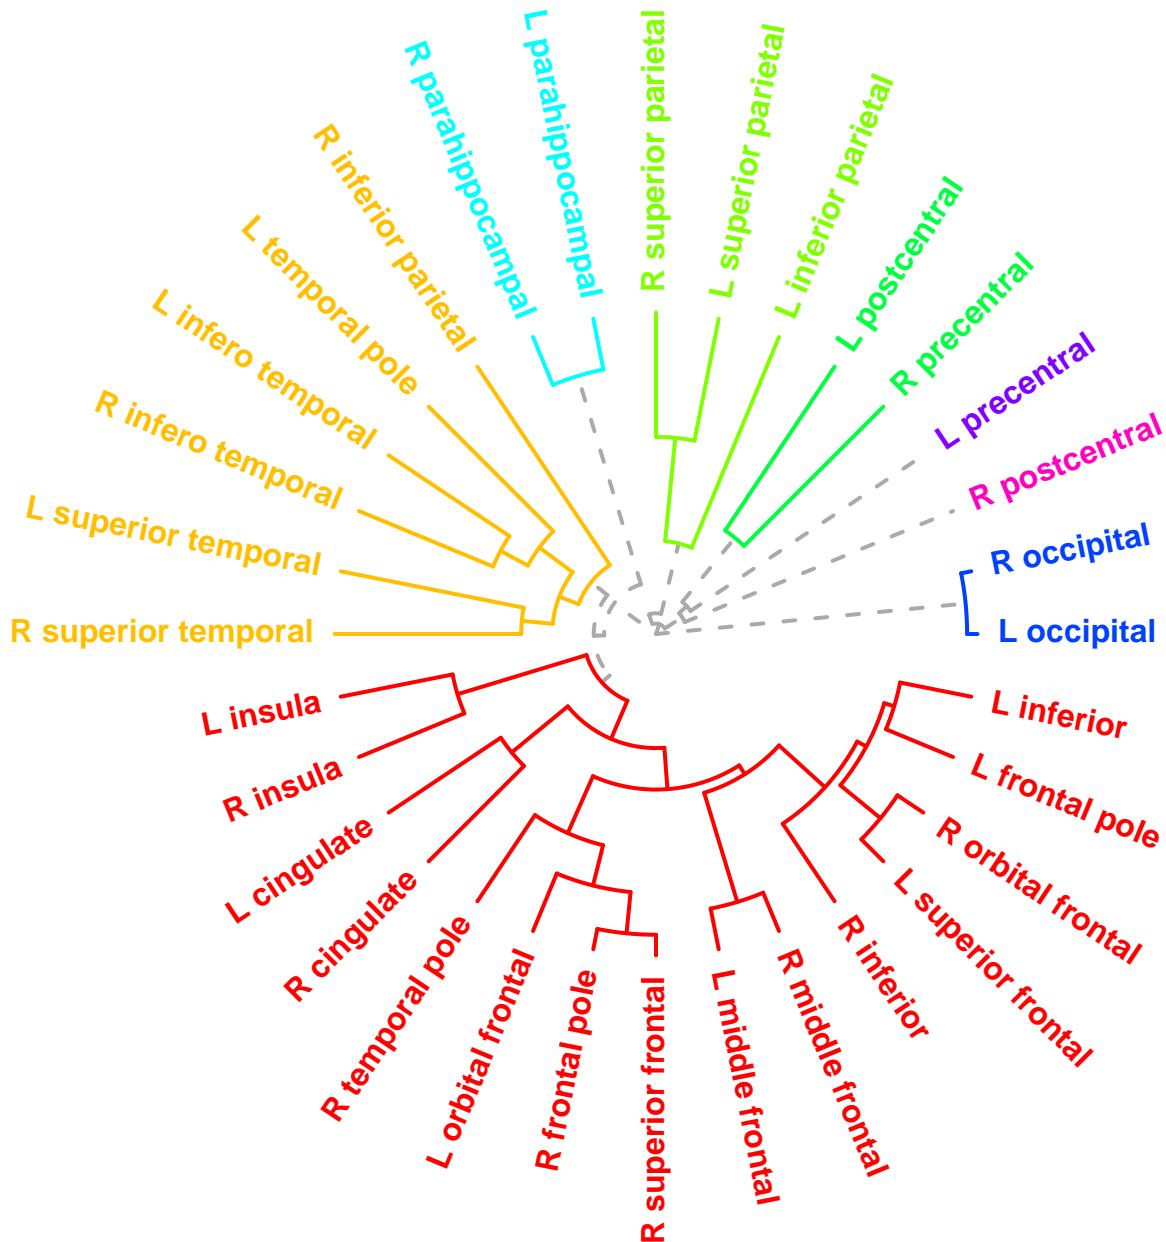 L parahippocampal
R superior parietal
L superior parietal
L inferior parietal
L postcentral
R precentral
L precentral
R postcentral
R occipital
L occipital
L inferior
L frontal pole
R orbital frontal
L superior frontal
R inferior
R middle frontal
L middle frontal
R superior frontal
R frontal pole
L orbital frontal
R temporal pole
R cingulate
L cingulate
R insula
L insula
R superior temporal
L superior temporal
R infero temporal
L infero temporal
L temporal pole
R inferior parietal
R parahippocampal